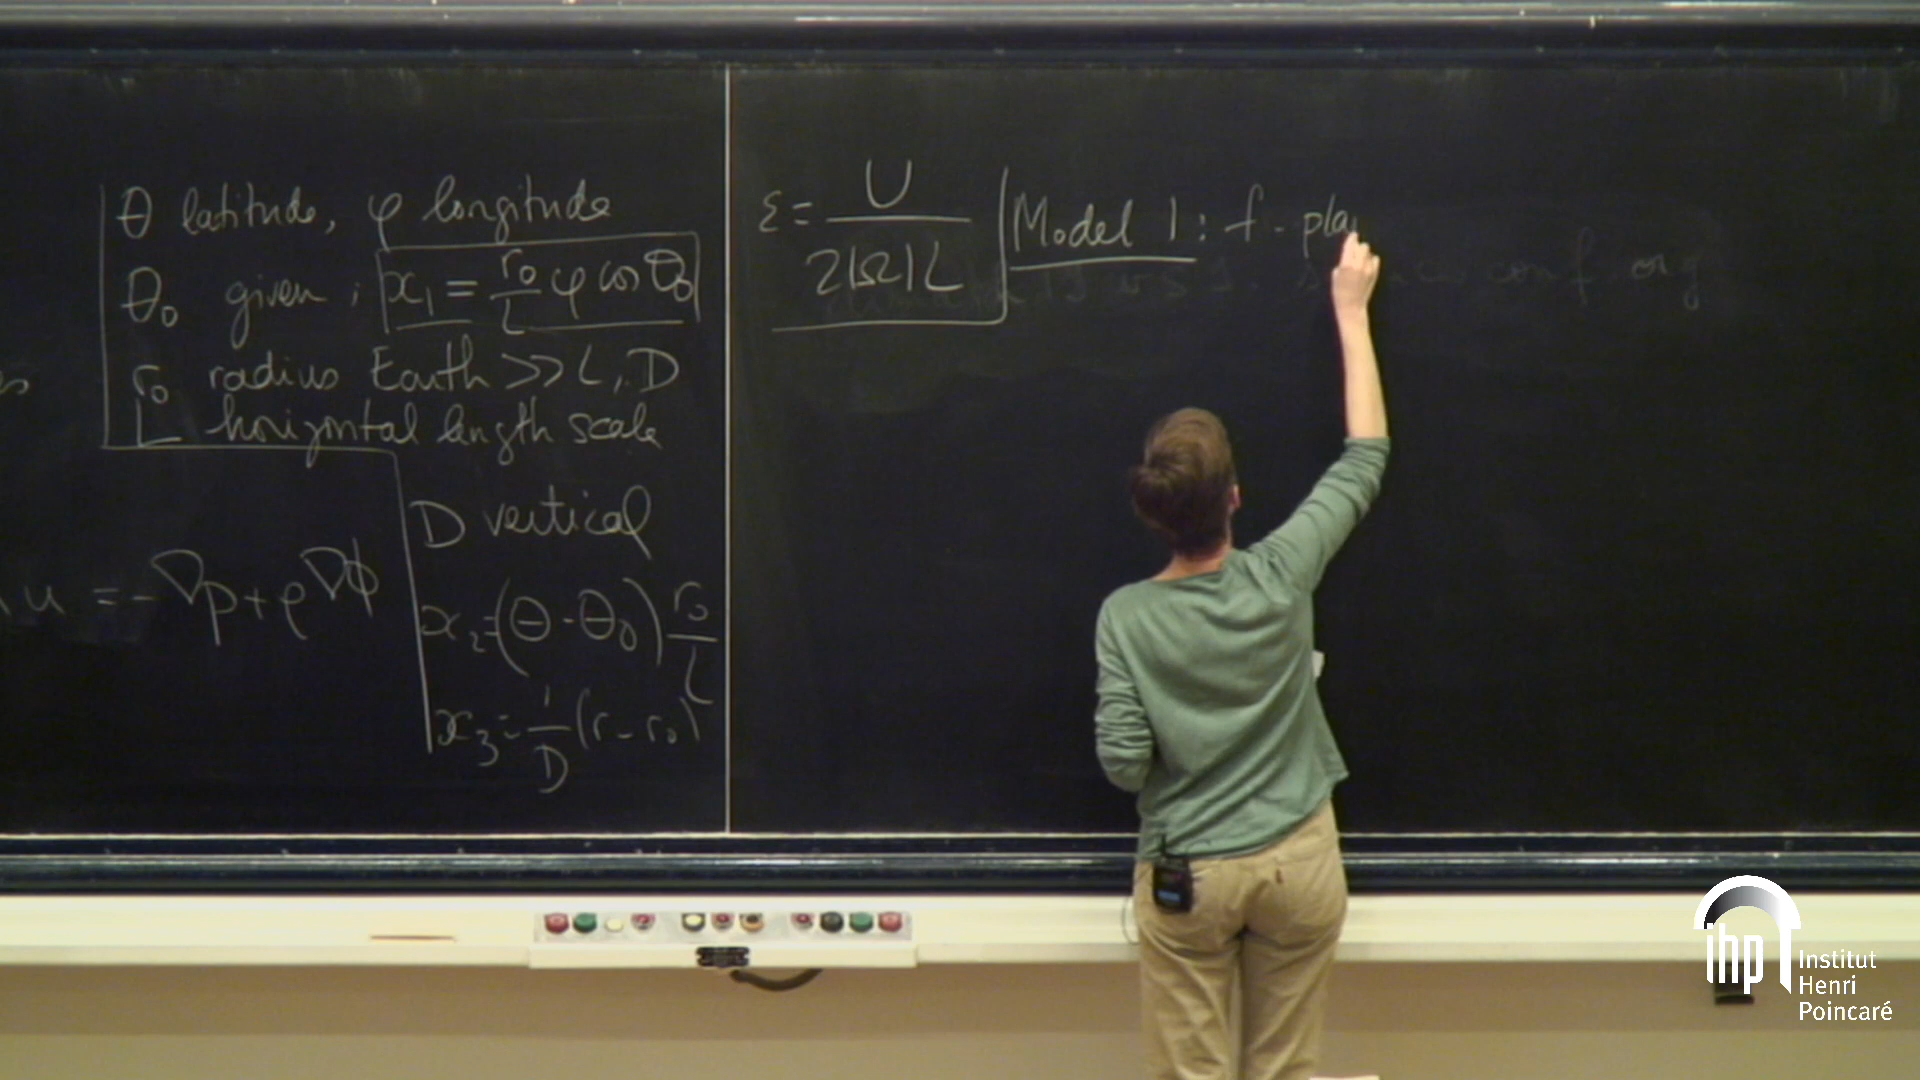 θ latitude, φ longitude
θ₀ given, x₁ = r₀/L φ cos θ₀
r₀ radius Earth >> L, D
L horizontal length scale
D vertical
u = -∇p + ρ∇ϕ
x₂ = (θ - θ₀) r₀/L
x₃ = 1/D (r - r₀)
ε = U / 2|Ω|L
Model 1: f-pla
ihp
Institut
Henri
Poincaré